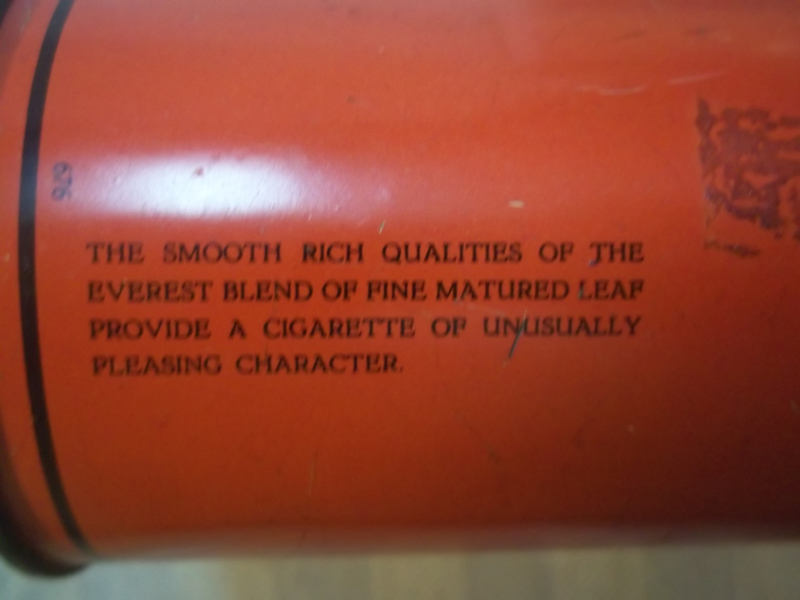 THE SMOOTH RICH QUALITIES OF THE
EVEREST BLEND OF FINE MATURED LEAF
PROVIDE A CIGARETTE OF UNUSUALLY
PLEASING CHARACTER.